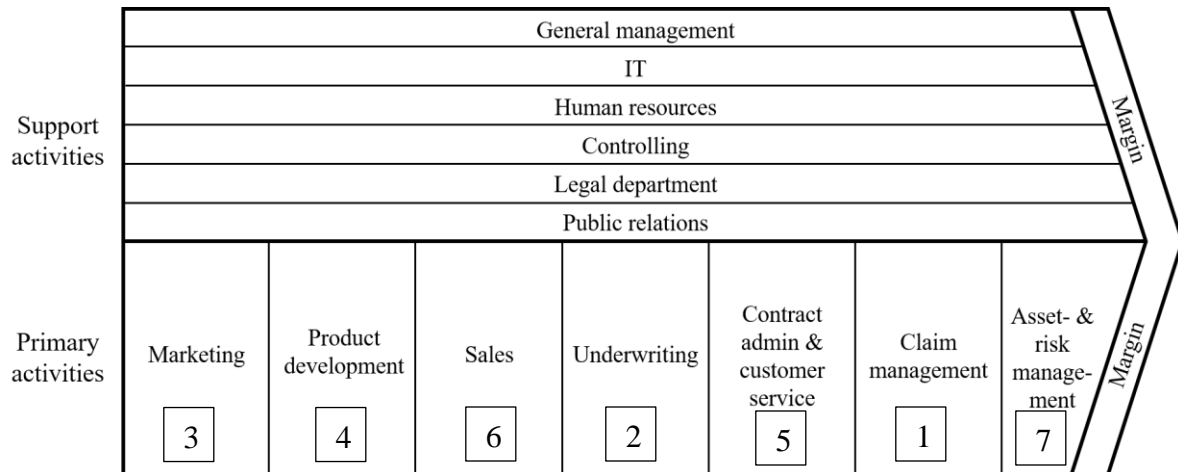 General management
IT
Human resources
Controlling
Legal department
Public relations
Support
activities
Margin
Primary
activities
Marketing
3
Product
development
4
Sales
6
Underwriting
2
Contract
admin &
customer
service
5
Claim
management
1
Asset- &
risk
manage-
ment
7
Margin